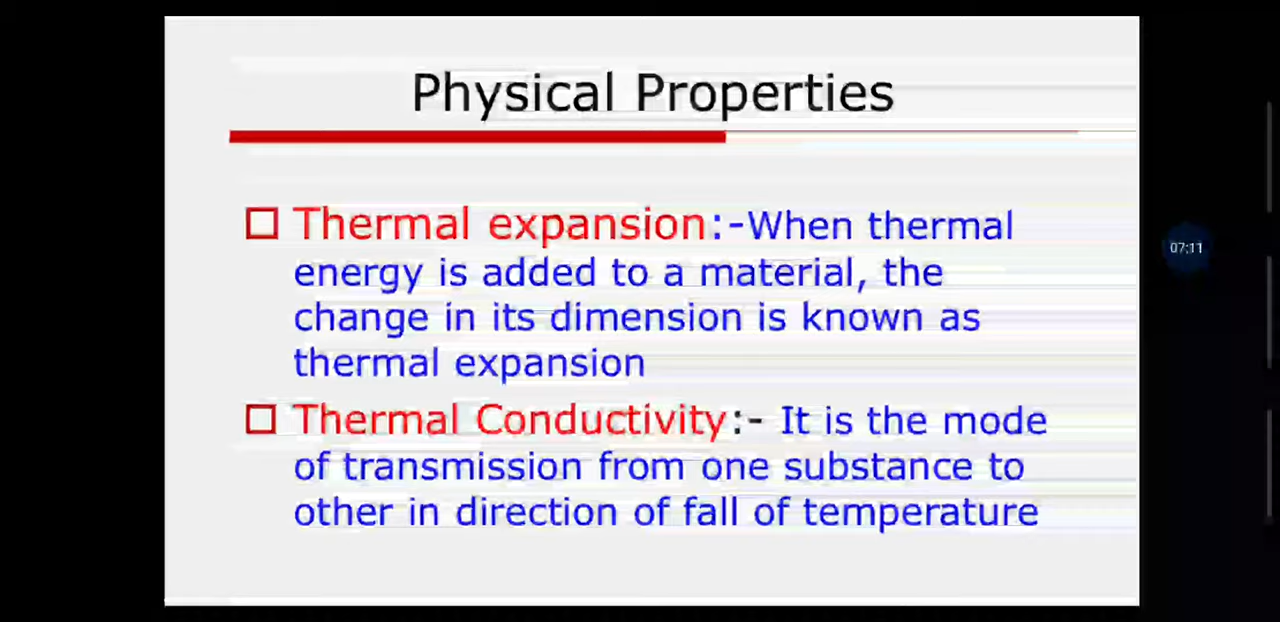 Physical Properties
Thermal expansion:-When thermal
energy is added to a material, the
change in its dimension is known as
thermal expansion
Thermal Conductivity:- It is the mode
of transmission from one substance to
other in direction of fall of temperature
07:11